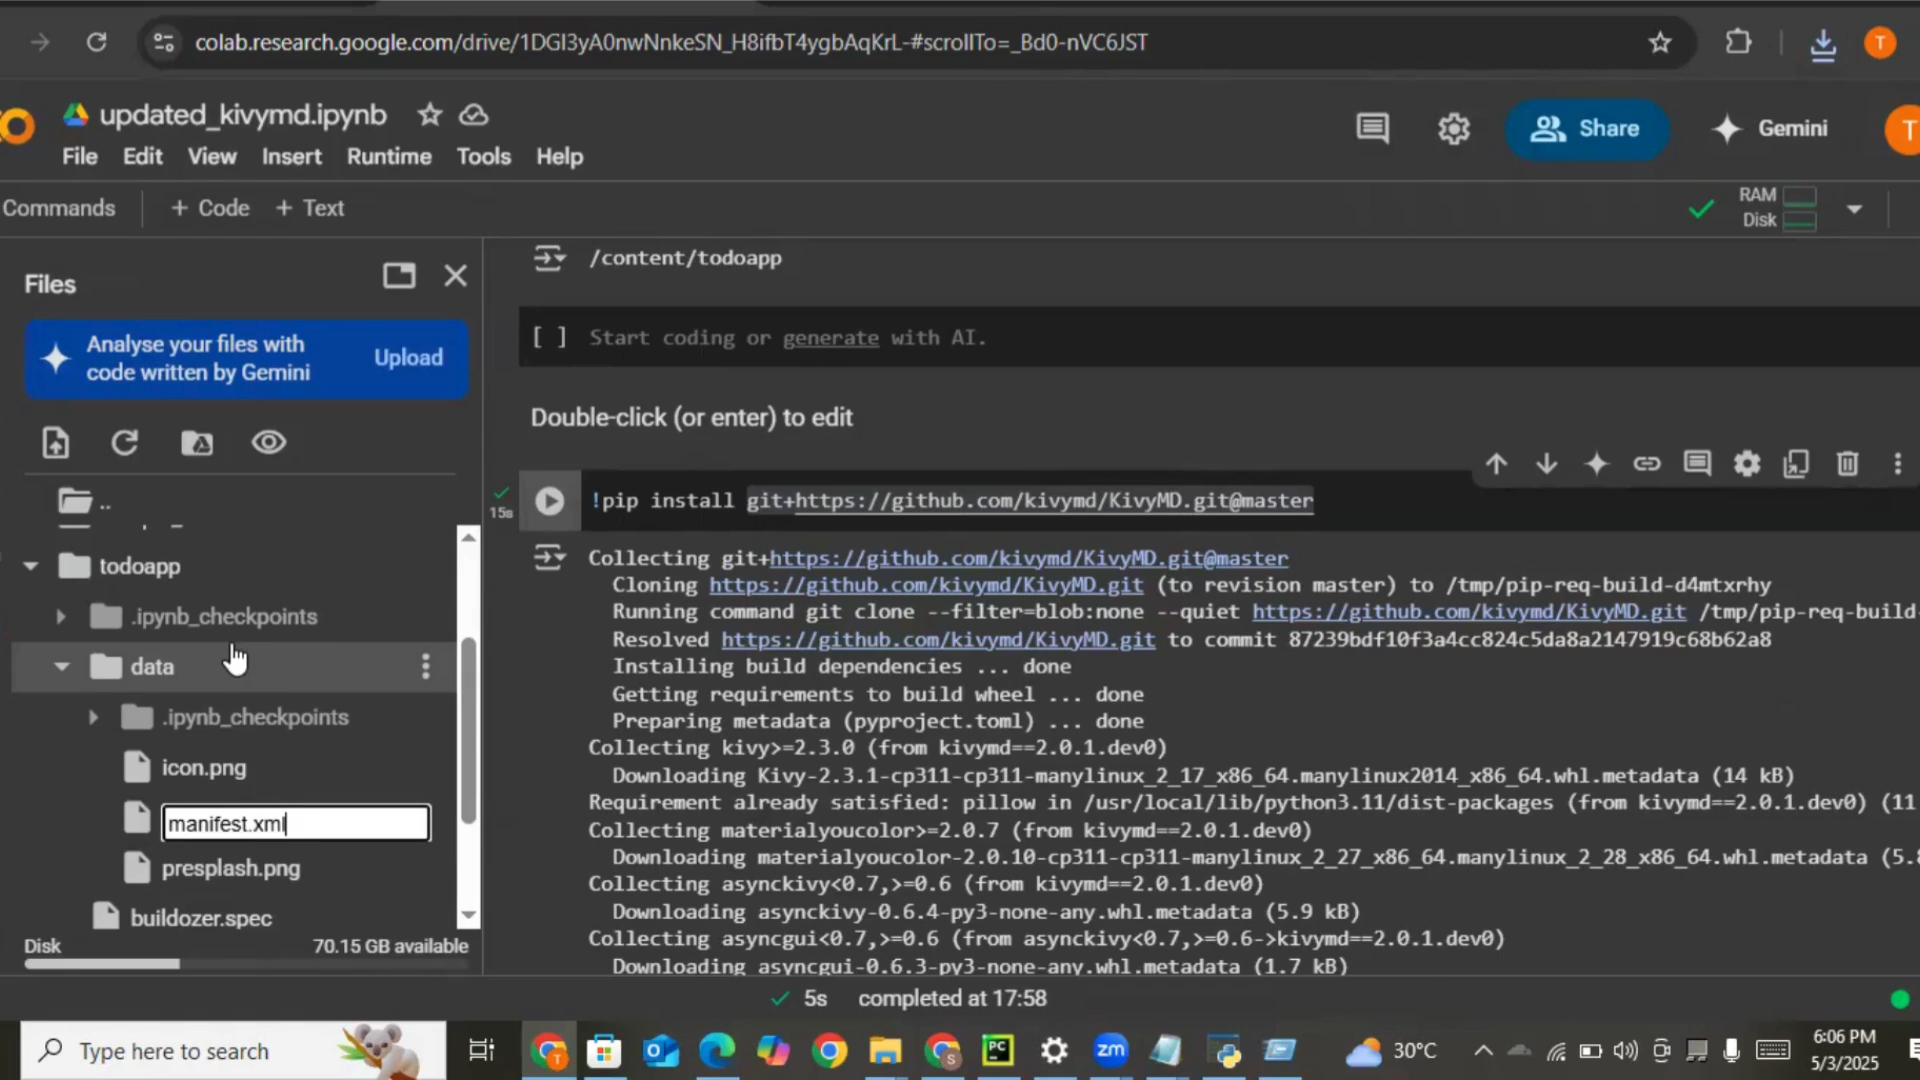 colab.research.google.com/drive/1DGI3yA0nwNnkeSN_H8ifbT4ygbAqKrL-#scrollTo=_Bd0-nVC6JST
T
updated_kivymd.ipynb
File Edit View Insert Runtime Tools Help
Share
Gemini
T
Commands
+ Code + Text
RAM
Disk
Files
Analyse your files with
code written by Gemini
Upload
..
todoapp
.ipynb_checkpoints
data
.ipynb_checkpoints
icon.png
manifest.xml
presplash.png
buildozer.spec
Disk 70.15 GB available
/content/todoapp
[ ] Start coding or generate with AI.
Double-click (or enter) to edit
15s
!pip install git+https://github.com/kivymd/KivyMD.git@master
Collecting git+https://github.com/kivymd/KivyMD.git@master
Cloning https://github.com/kivymd/KivyMD.git (to revision master) to /tmp/pip-req-build-d4mtxrhy
Running command git clone --filter=blob:none --quiet https://github.com/kivymd/KivyMD.git /tmp/pip-req-build-
Resolved https://github.com/kivymd/KivyMD.git to commit 87239bdf10f3a4cc824c5da8a2147919c68b62a8
Installing build dependencies ... done
Getting requirements to build wheel ... done
Preparing metadata (pyproject.toml) ... done
Collecting kivy>=2.3.0 (from kivymd==2.0.1.dev0)
Downloading Kivy-2.3.1-cp311-cp311-manylinux_2_17_x86_64.manylinux2014_x86_64.whl.metadata (14 kB)
Requirement already satisfied: pillow in /usr/local/lib/python3.11/dist-packages (from kivymd==2.0.1.dev0) (11
Collecting materialyoucolor>=2.0.7 (from kivymd==2.0.1.dev0)
Downloading materialyoucolor-2.0.10-cp311-cp311-manylinux_2_27_x86_64.manylinux_2_28_x86_64.whl.metadata (5.8
Collecting asynckivy<0.7,>=0.6 (from kivymd==2.0.1.dev0)
Downloading asynckivy-0.6.4-py3-none-any.whl.metadata (5.9 kB)
Collecting asyncgui<0.7,>=0.6 (from asynckivy<0.7,>=0.6->kivymd==2.0.1.dev0)
Downloading asyncgui-0.6.3-py3-none-any.whl.metadata (1.7 kB)
5s completed at 17:58
Type here to search
30°C
6:06 PM
5/3/2025